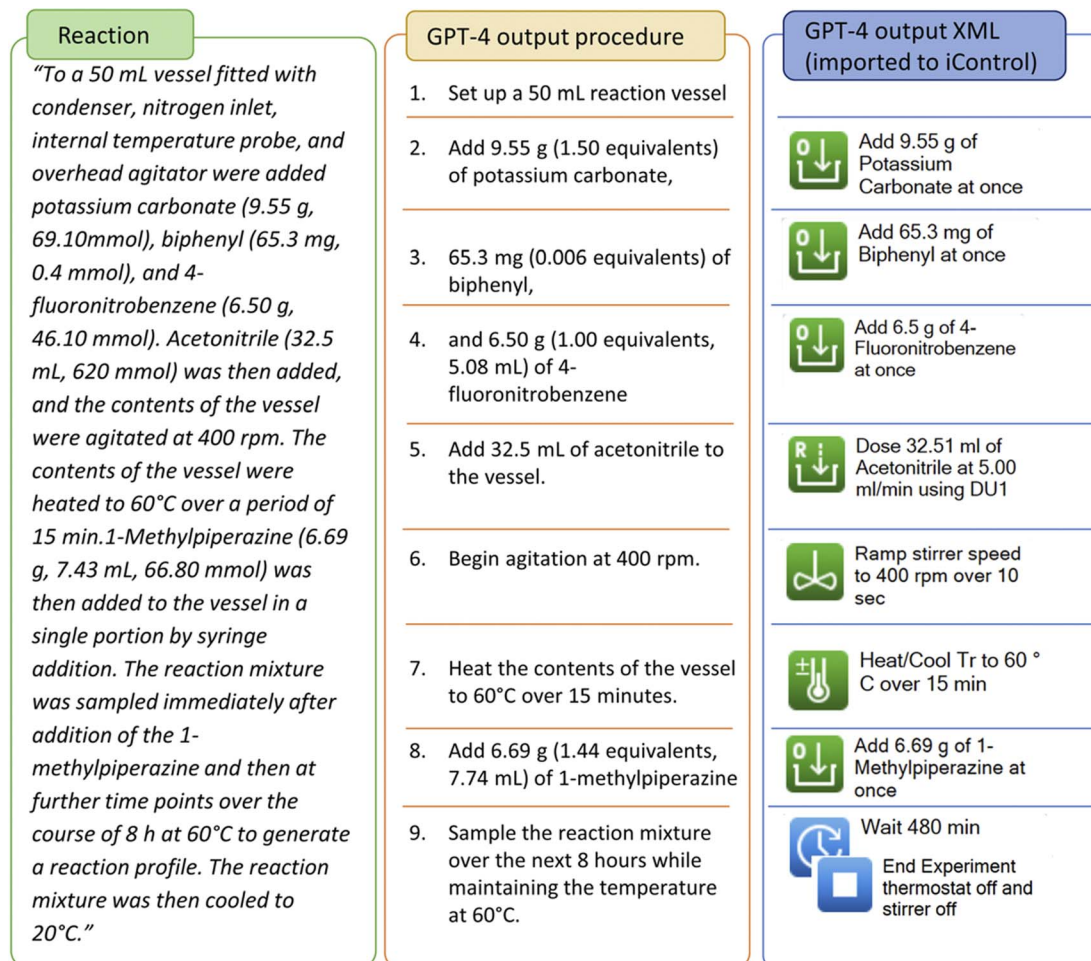 Reaction
“To a 50 mL vessel fitted with
condenser, nitrogen inlet,
internal temperature probe, and
overhead agitator were added
potassium carbonate (9.55 g,
69.10mmol), biphenyl (65.3 mg,
0.4 mmol), and 4-
fluoronitrobenzene (6.50 g,
46.10 mmol). Acetonitrile (32.5
mL, 620 mmol) was then added,
and the contents of the vessel
were agitated at 400 rpm. The
contents of the vessel were
heated to 60°C over a period of
15 min.1-Methylpiperazine (6.69
g, 7.43 mL, 66.80 mmol) was
then added to the vessel in a
single portion by syringe
addition. The reaction mixture
was sampled immediately after
addition of the 1-
methylpiperazine and then at
further time points over the
course of 8 h at 60°C to generate
a reaction profile. The reaction
mixture was then cooled to
20°C.”
GPT-4 output procedure
1. Set up a 50 mL reaction vessel
2. Add 9.55 g (1.50 equivalents)
of potassium carbonate,
3. 65.3 mg (0.006 equivalents) of
biphenyl,
4. and 6.50 g (1.00 equivalents,
5.08 mL) of 4-
fluoronitrobenzene
5. Add 32.5 mL of acetonitrile to
the vessel.
6. Begin agitation at 400 rpm.
7. Heat the contents of the vessel
to 60°C over 15 minutes.
8. Add 6.69 g (1.44 equivalents,
7.74 mL) of 1-methylpiperazine
9. Sample the reaction mixture
over the next 8 hours while
maintaining the temperature
at 60°C.
GPT-4 output XML
(imported to iControl)
O
Add 9.55 g of
Potassium
Carbonate at once
O
Add 65.3 mg of
Biphenyl at once
O
Add 6.5 g of 4-
Fluoronitrobenzene
at once
R
Dose 32.51 ml of
Acetonitrile at 5.00
ml/min using DU1
Ramp stirrer speed
to 400 rpm over 10
sec
±
Heat/Cool Tr to 60 °
C over 15 min
O
Add 6.69 g of 1-
Methylpiperazine at
once
Wait 480 min
End Experiment
thermostat off and
stirrer off